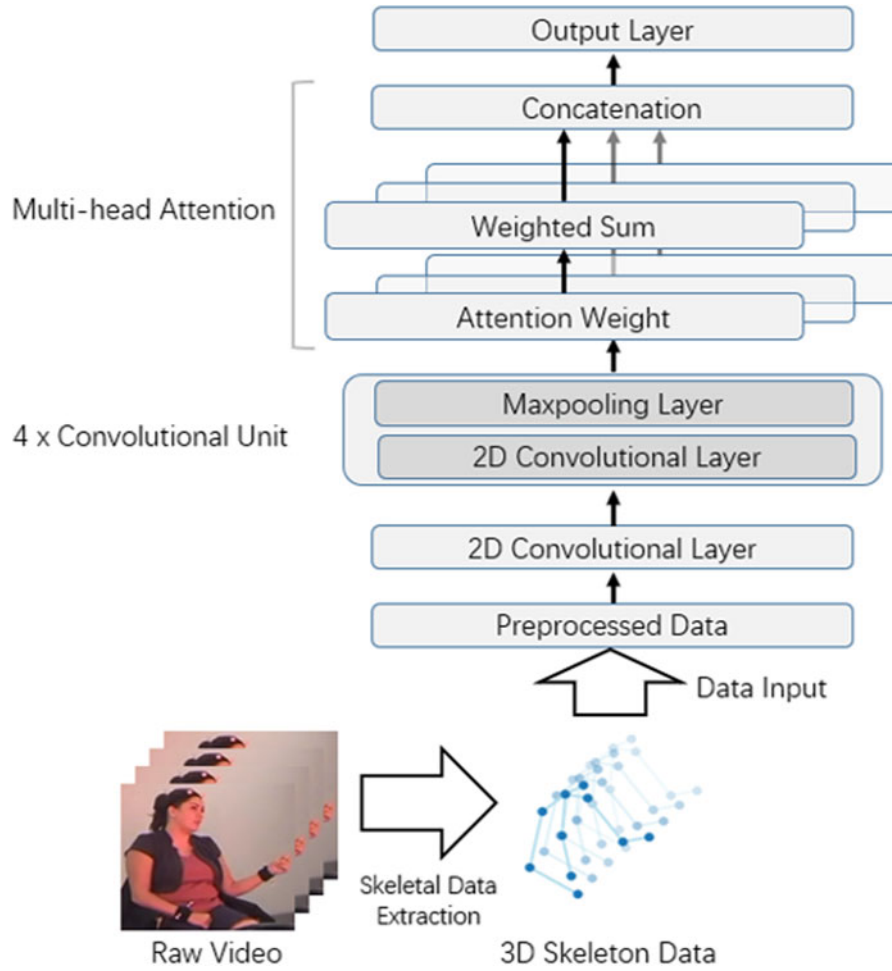 Output Layer
Concatenation
Multi-head Attention
Weighted Sum
Attention Weight
Maxpooling Layer
4 x Convolutional Unit
2D Convolutional Layer
2D Convolutional Layer
Preprocessed Data
Data Input
Skeletal Data
Extraction
Raw Video
3D Skeleton Data